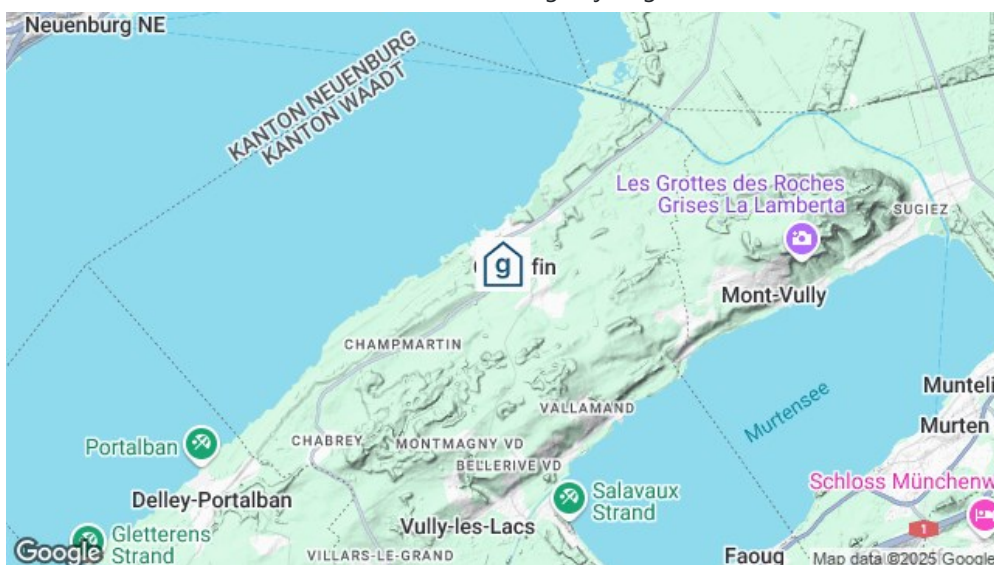 Neuenburg NE
KANTON NEUENBURG
KANTON WAADT
Les Grottes des Roches
Grises La Lamberta
SUGIEZ
g
fin
Mont-Vully
CHAMPMARTIN
Murtensee
Munteli
VALLAMAND
Murten
Portalban
CHABREY
MONTMAGNY VD
BELLERIVE VD
Schloss Münchenw
Delley-Portalban
Salavaux
Strand
Vully-les-Lacs
1
Gletterens
Strand
Google
VILLARS-LE-GRAND
Faoug
Map data ©2025 Google